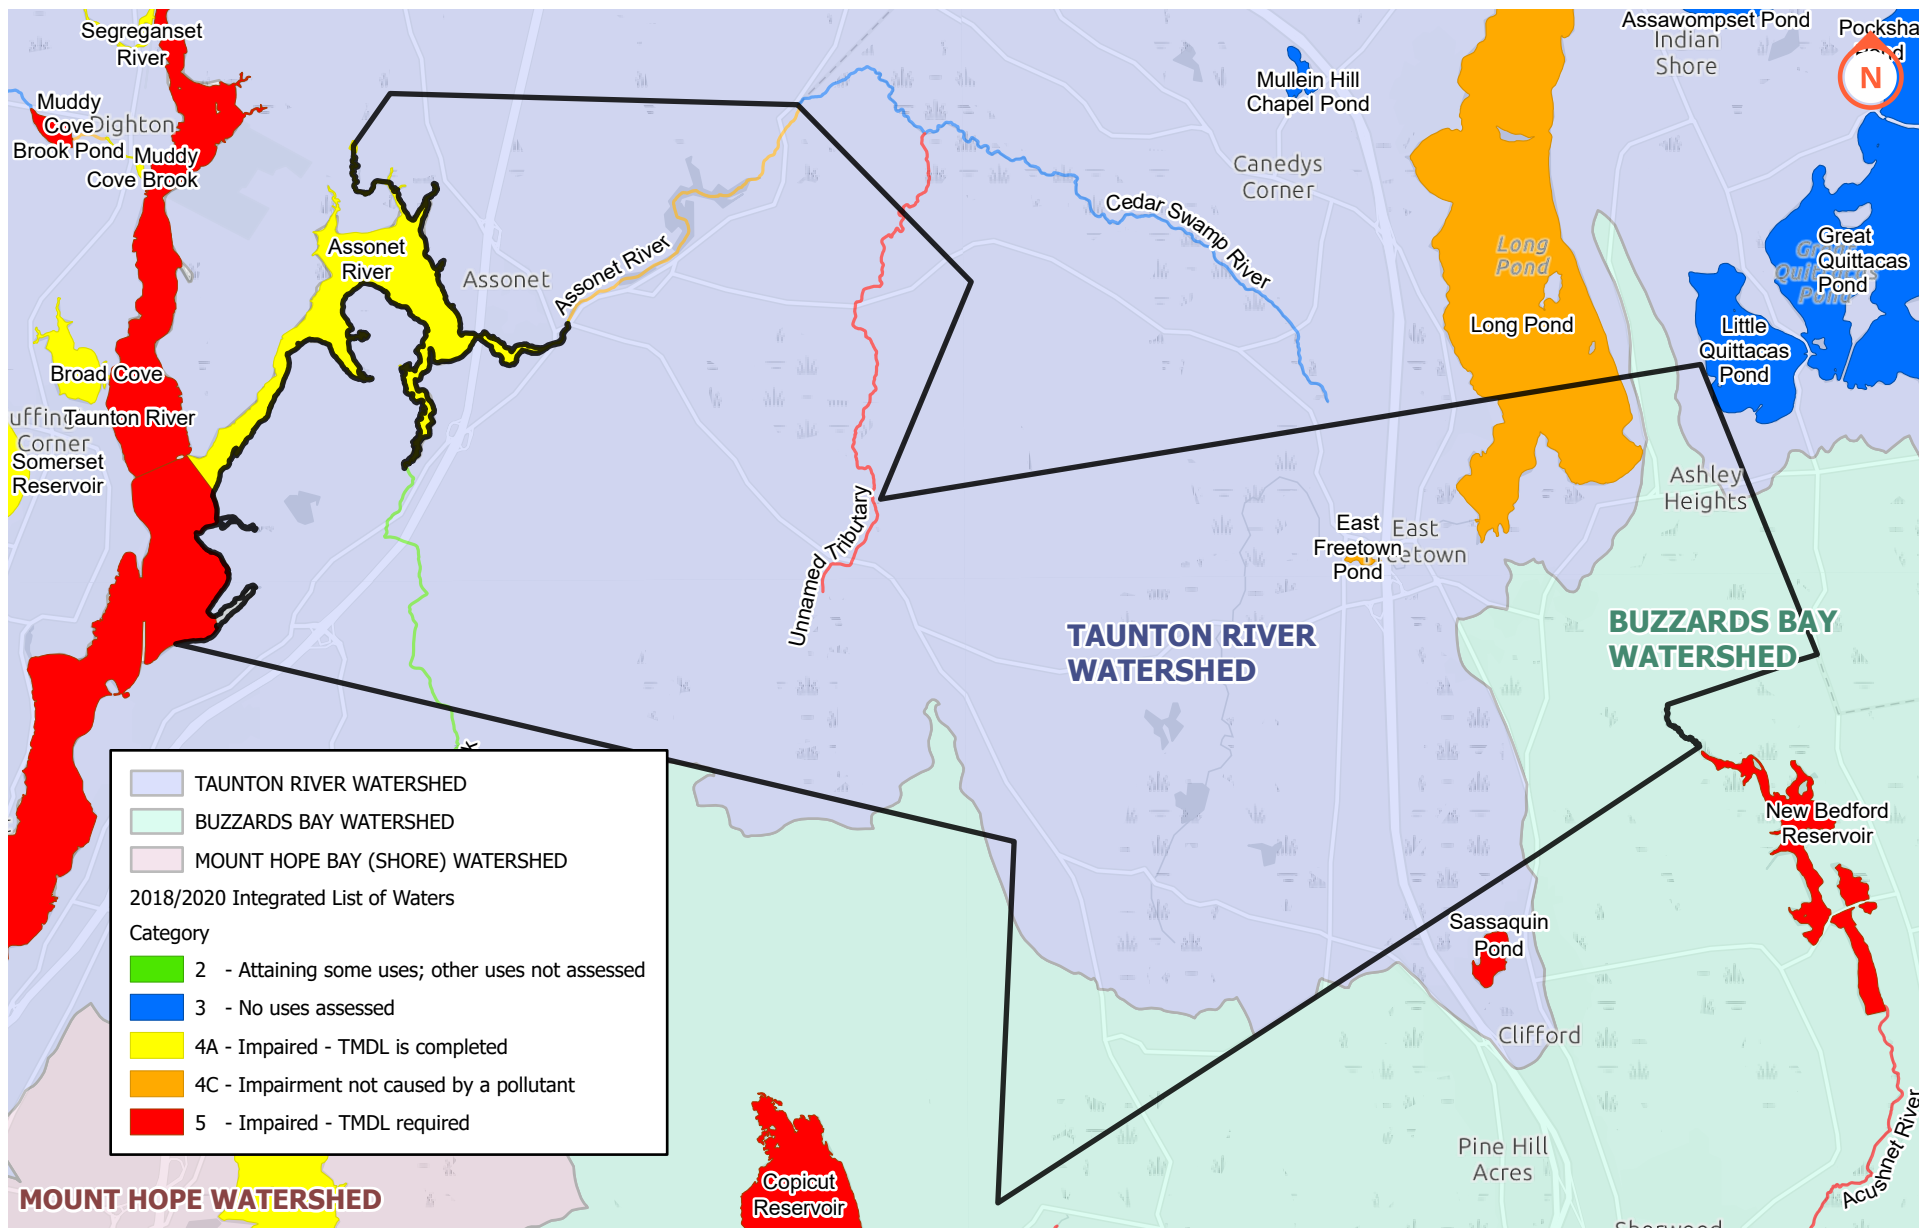 Segreganset
River
Assawompset Pond
Indian
Shore
Pocksha
N
Mullein Hill
Chapel Pond
Muddy
Cove
Brook Pond
Dighton
Muddy
Cove Brook
Canedys
Corner
Cedar Swamp River
Assonet
River
Assonet
Assonet River
Long
Pond
Long Pond
Great
Quittacas
Pond
Little
Quittacas
Pond
Broad Cove
Taunton River
Corner
Somerset
Reservoir
Ashley
Heights
East
Freetown
Pond
East
Unnamed Tributary
TAUNTON RIVER
WATERSHED
BUZZARDS BAY
WATERSHED
TAUNTON RIVER WATERSHED
BUZZARDS BAY WATERSHED
MOUNT HOPE BAY (SHORE) WATERSHED
2018/2020 Integrated List of Waters
Category
2 - Attaining some uses; other uses not assessed
3 - No uses assessed
4A - Impaired - TMDL is completed
4C - Impairment not caused by a pollutant
5 - Impaired - TMDL required
New Bedford
Reservoir
Sassaquin
Pond
Clifford
Pine Hill
Acres
Acushnet River
Copicut
Reservoir
MOUNT HOPE WATERSHED